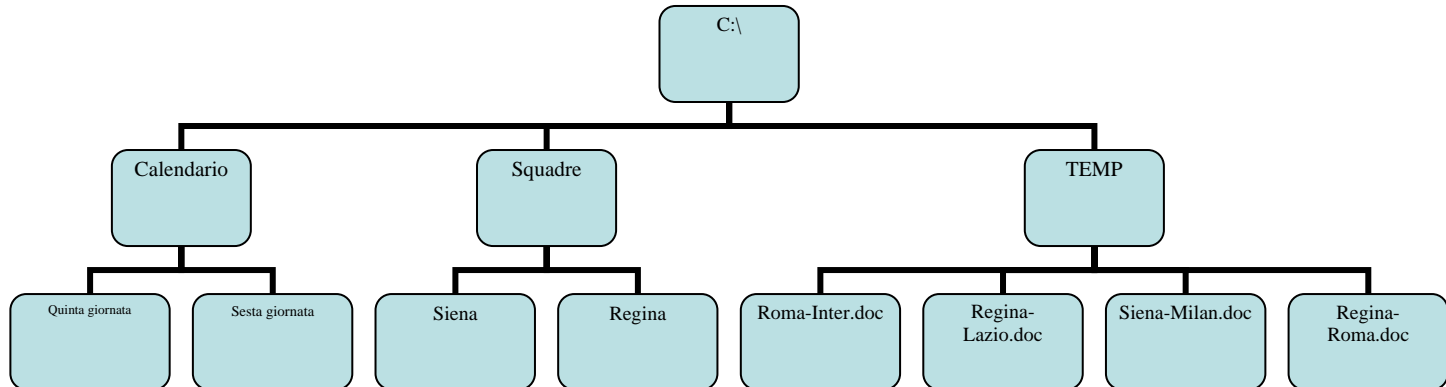 C:\
Calendario
Squadre
TEMP
Quinta giornata
Sesta giornata
Siena
Regina
Roma-Inter.doc
Regina-
Lazio.doc
Siena-Milan.doc
Regina-
Roma.doc